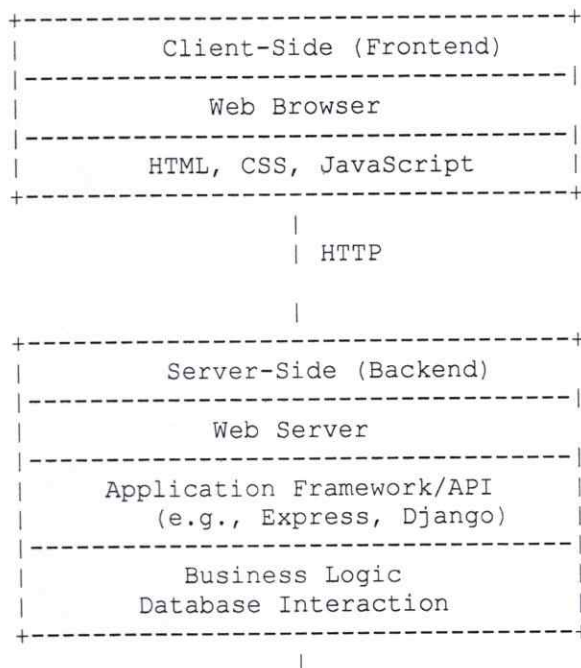 +--------------------------------+
| Client-Side (Frontend) |
|--------------------------------|
| Web Browser |
|--------------------------------|
| HTML, CSS, JavaScript |
+--------------------------------+
|
| HTTP
|
+--------------------------------+
| Server-Side (Backend) |
|--------------------------------|
| Web Server |
|--------------------------------|
| Application Framework/API |
| (e.g., Express, Django) |
|--------------------------------|
| Business Logic |
| Database Interaction |
+--------------------------------+
|